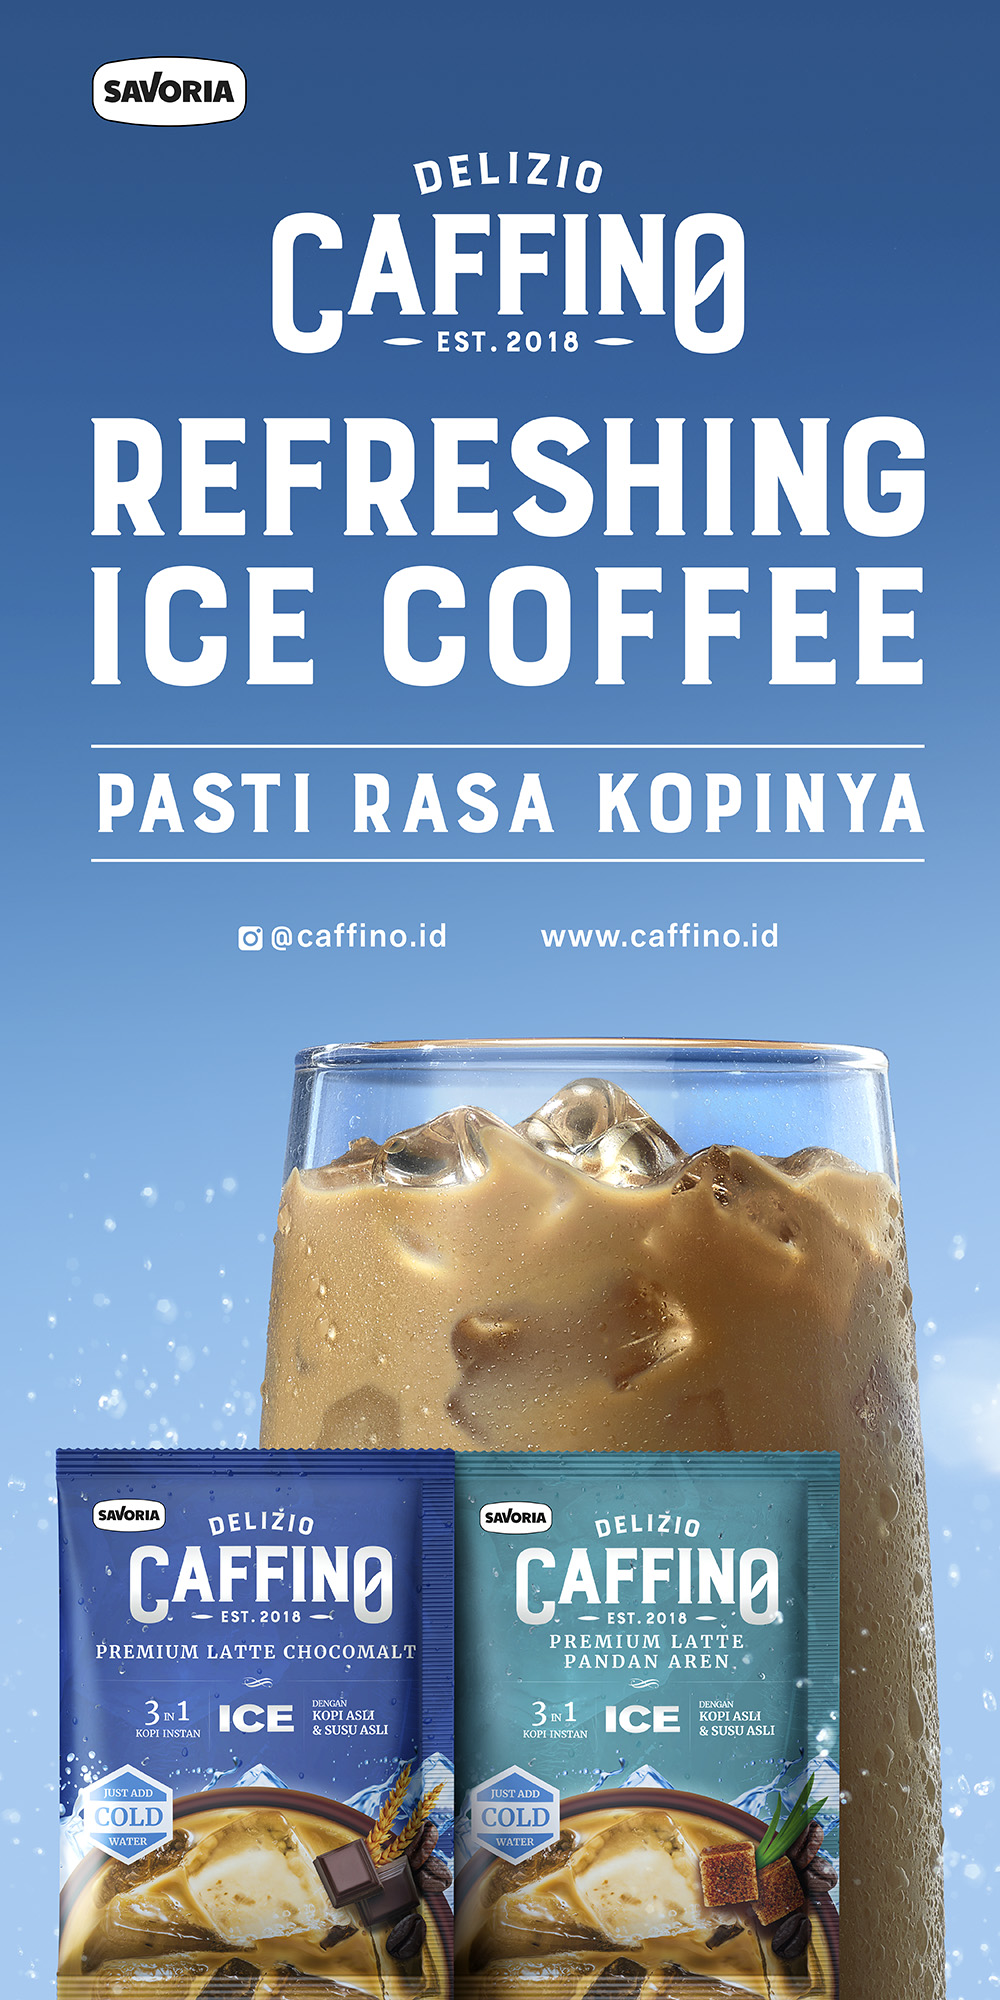 SAVORIA
DELIZIO
CAFFINO
EST. 2018
REFRESHING
ICE COFFEE
PASTI RASA KOPINYA
@caffino.id www.caffino.id
SAVORIA
DELIZIO
CAFFINO
EST. 2018
PREMIUM LATTE CHOCOMALT
3 IN 1
KOPI INSTAN
ICE
DENGAN
KOPI ASLI
& SUSU ASLI
JUST ADD
COLD
WATER
SAVORIA
DELIZIO
CAFFINO
EST. 2018
PREMIUM LATTE
PANDAN AREN
3 IN 1
KOPI INSTAN
ICE
DENGAN
KOPI ASLI
& SUSU ASLI
JUST ADD
COLD
WATER